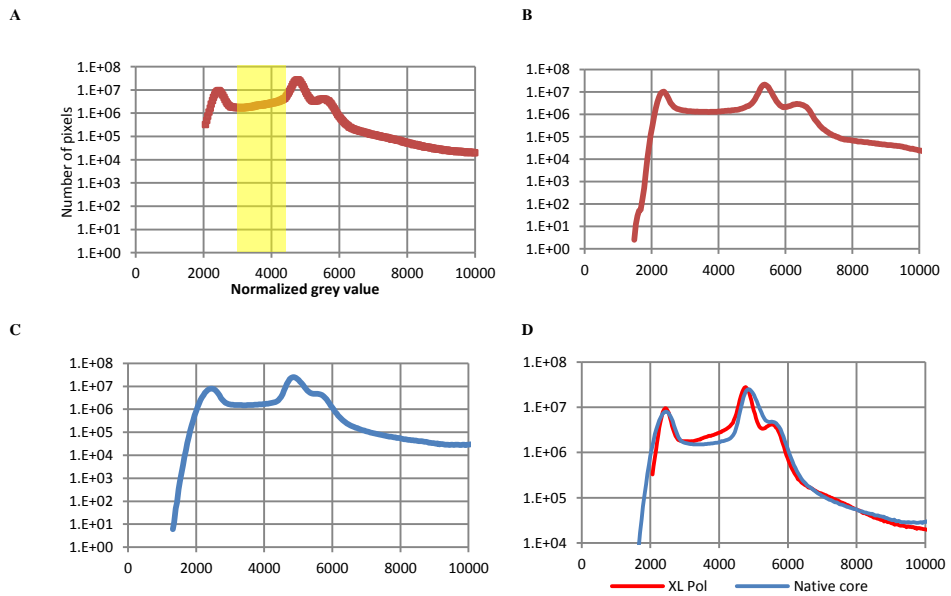 A
B
1.E+08
1.E+07
1.E+06
1.E+05
1.E+04
1.E+03
1.E+02
1.E+01
1.E+00
Number of pixels
0 2000 4000 6000 8000 10000
Normalized grey value
1.E+08
1.E+07
1.E+06
1.E+05
1.E+04
1.E+03
1.E+02
1.E+01
1.E+00
0 2000 4000 6000 8000 10000
C
D
1.E+08
1.E+07
1.E+06
1.E+05
1.E+04
1.E+03
1.E+02
1.E+01
1.E+00
0 2000 4000 6000 8000 10000
1.E+08
1.E+07
1.E+06
1.E+05
1.E+04
0 2000 4000 6000 8000 10000
XL Pol Native core